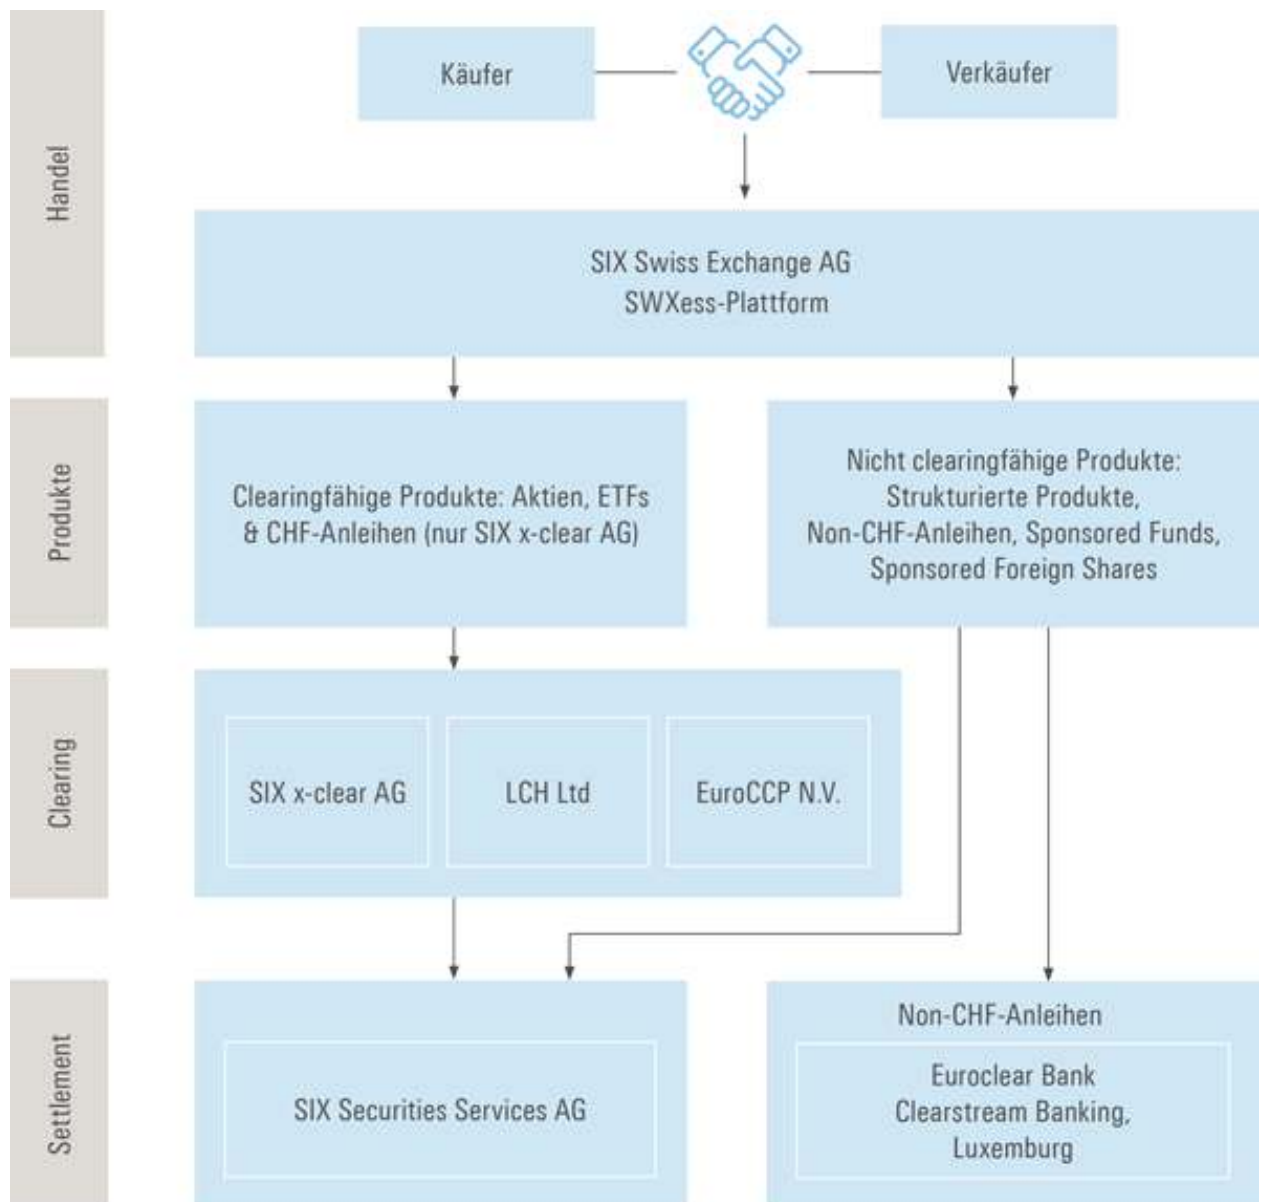 Handel
Käufer
Verkäufer
SIX Swiss Exchange AG
SWXess-Plattform
Produkte
Clearingfähige Produkte: Aktien, ETFs
& CHF-Anleihen (nur SIX x-clear AG)
Nicht clearingfähige Produkte:
Strukturierte Produkte,
Non-CHF-Anleihen, Sponsored Funds,
Sponsored Foreign Shares
Clearing
SIX x-clear AG
LCH Ltd
EuroCCP N.V.
Settlement
SIX Securities Services AG
Non-CHF-Anleihen
Euroclear Bank
Clearstream Banking,
Luxemburg